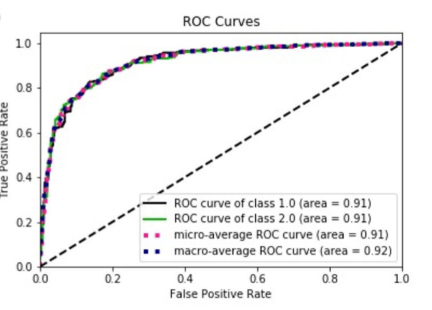 ROC Curves
True Positive Rate
1.0
0.8
0.6
0.4
0.2
0.0
ROC curve of class 1.0 (area = 0.91)
ROC curve of class 2.0 (area = 0.91)
micro-average ROC curve (area = 0.91)
macro-average ROC curve (area = 0.92)
0.0 0.2 0.4 0.6 0.8 1.0
False Positive Rate